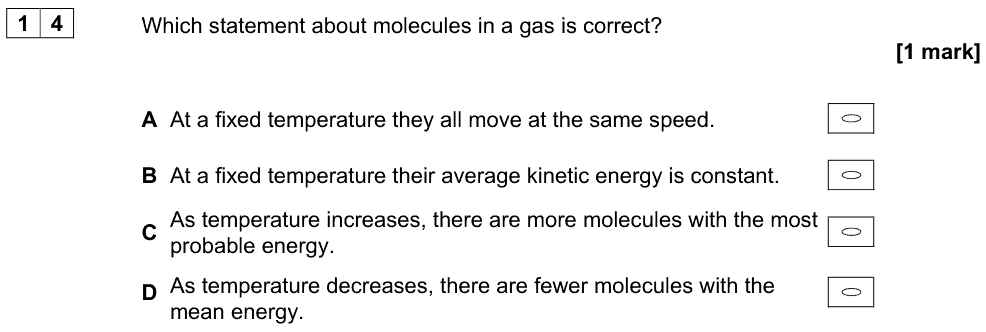 1 4 Which statement about molecules in a gas is correct?
[1 mark]
A At a fixed temperature they all move at the same speed.
B At a fixed temperature their average kinetic energy is constant.
C As temperature increases, there are more molecules with the most
probable energy.
D As temperature decreases, there are fewer molecules with the
mean energy.